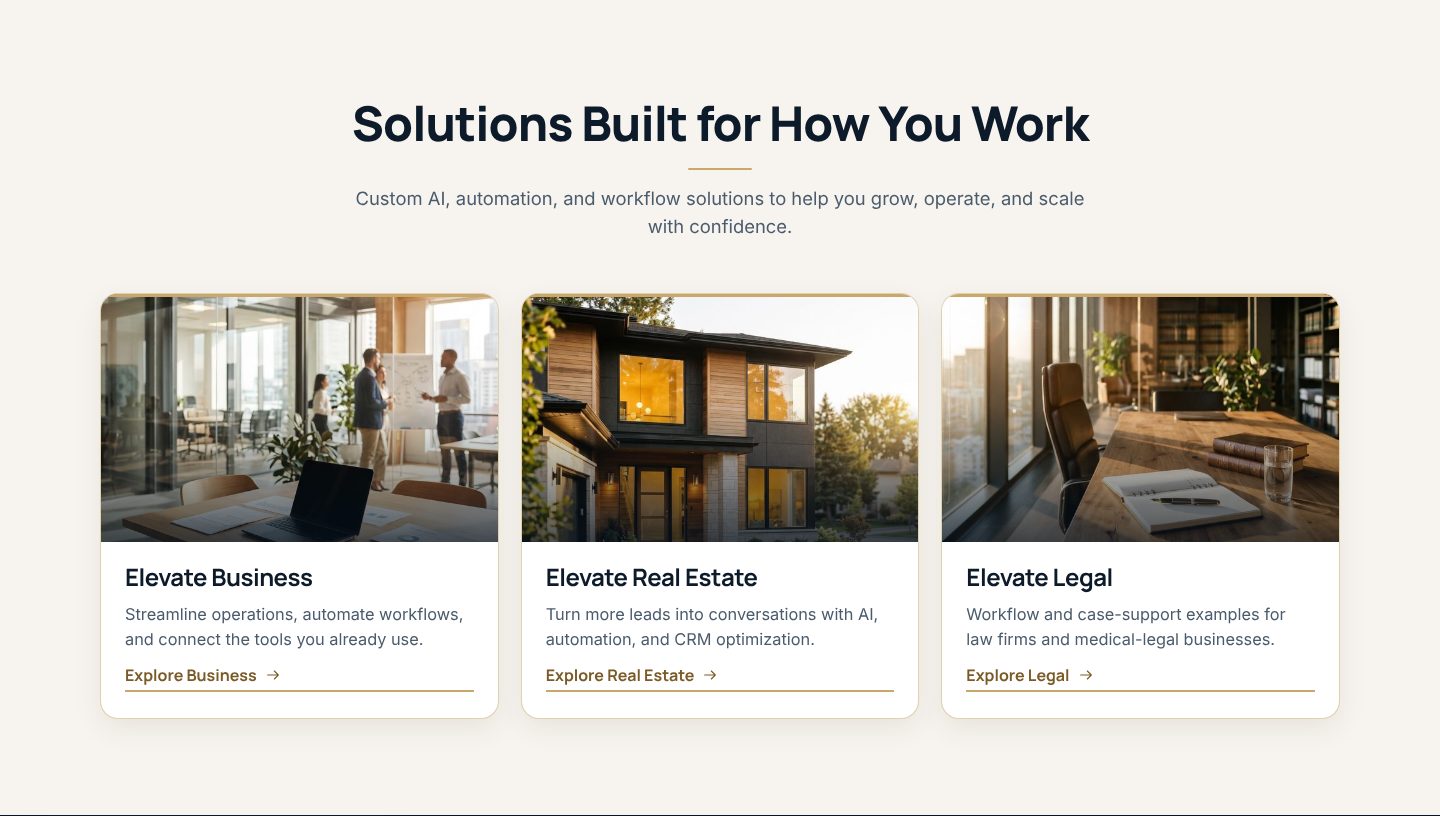 Solutions Built for How You Work
Custom AI, automation, and workflow solutions to help you grow, operate, and scale
with confidence.
Elevate Business
Streamline operations, automate workflows,
and connect the tools you already use.
Explore Business →
Elevate Real Estate
Turn more leads into conversations with AI,
automation, and CRM optimization.
Explore Real Estate →
Elevate Legal
Workflow and case-support examples for
law firms and medical-legal businesses.
Explore Legal →